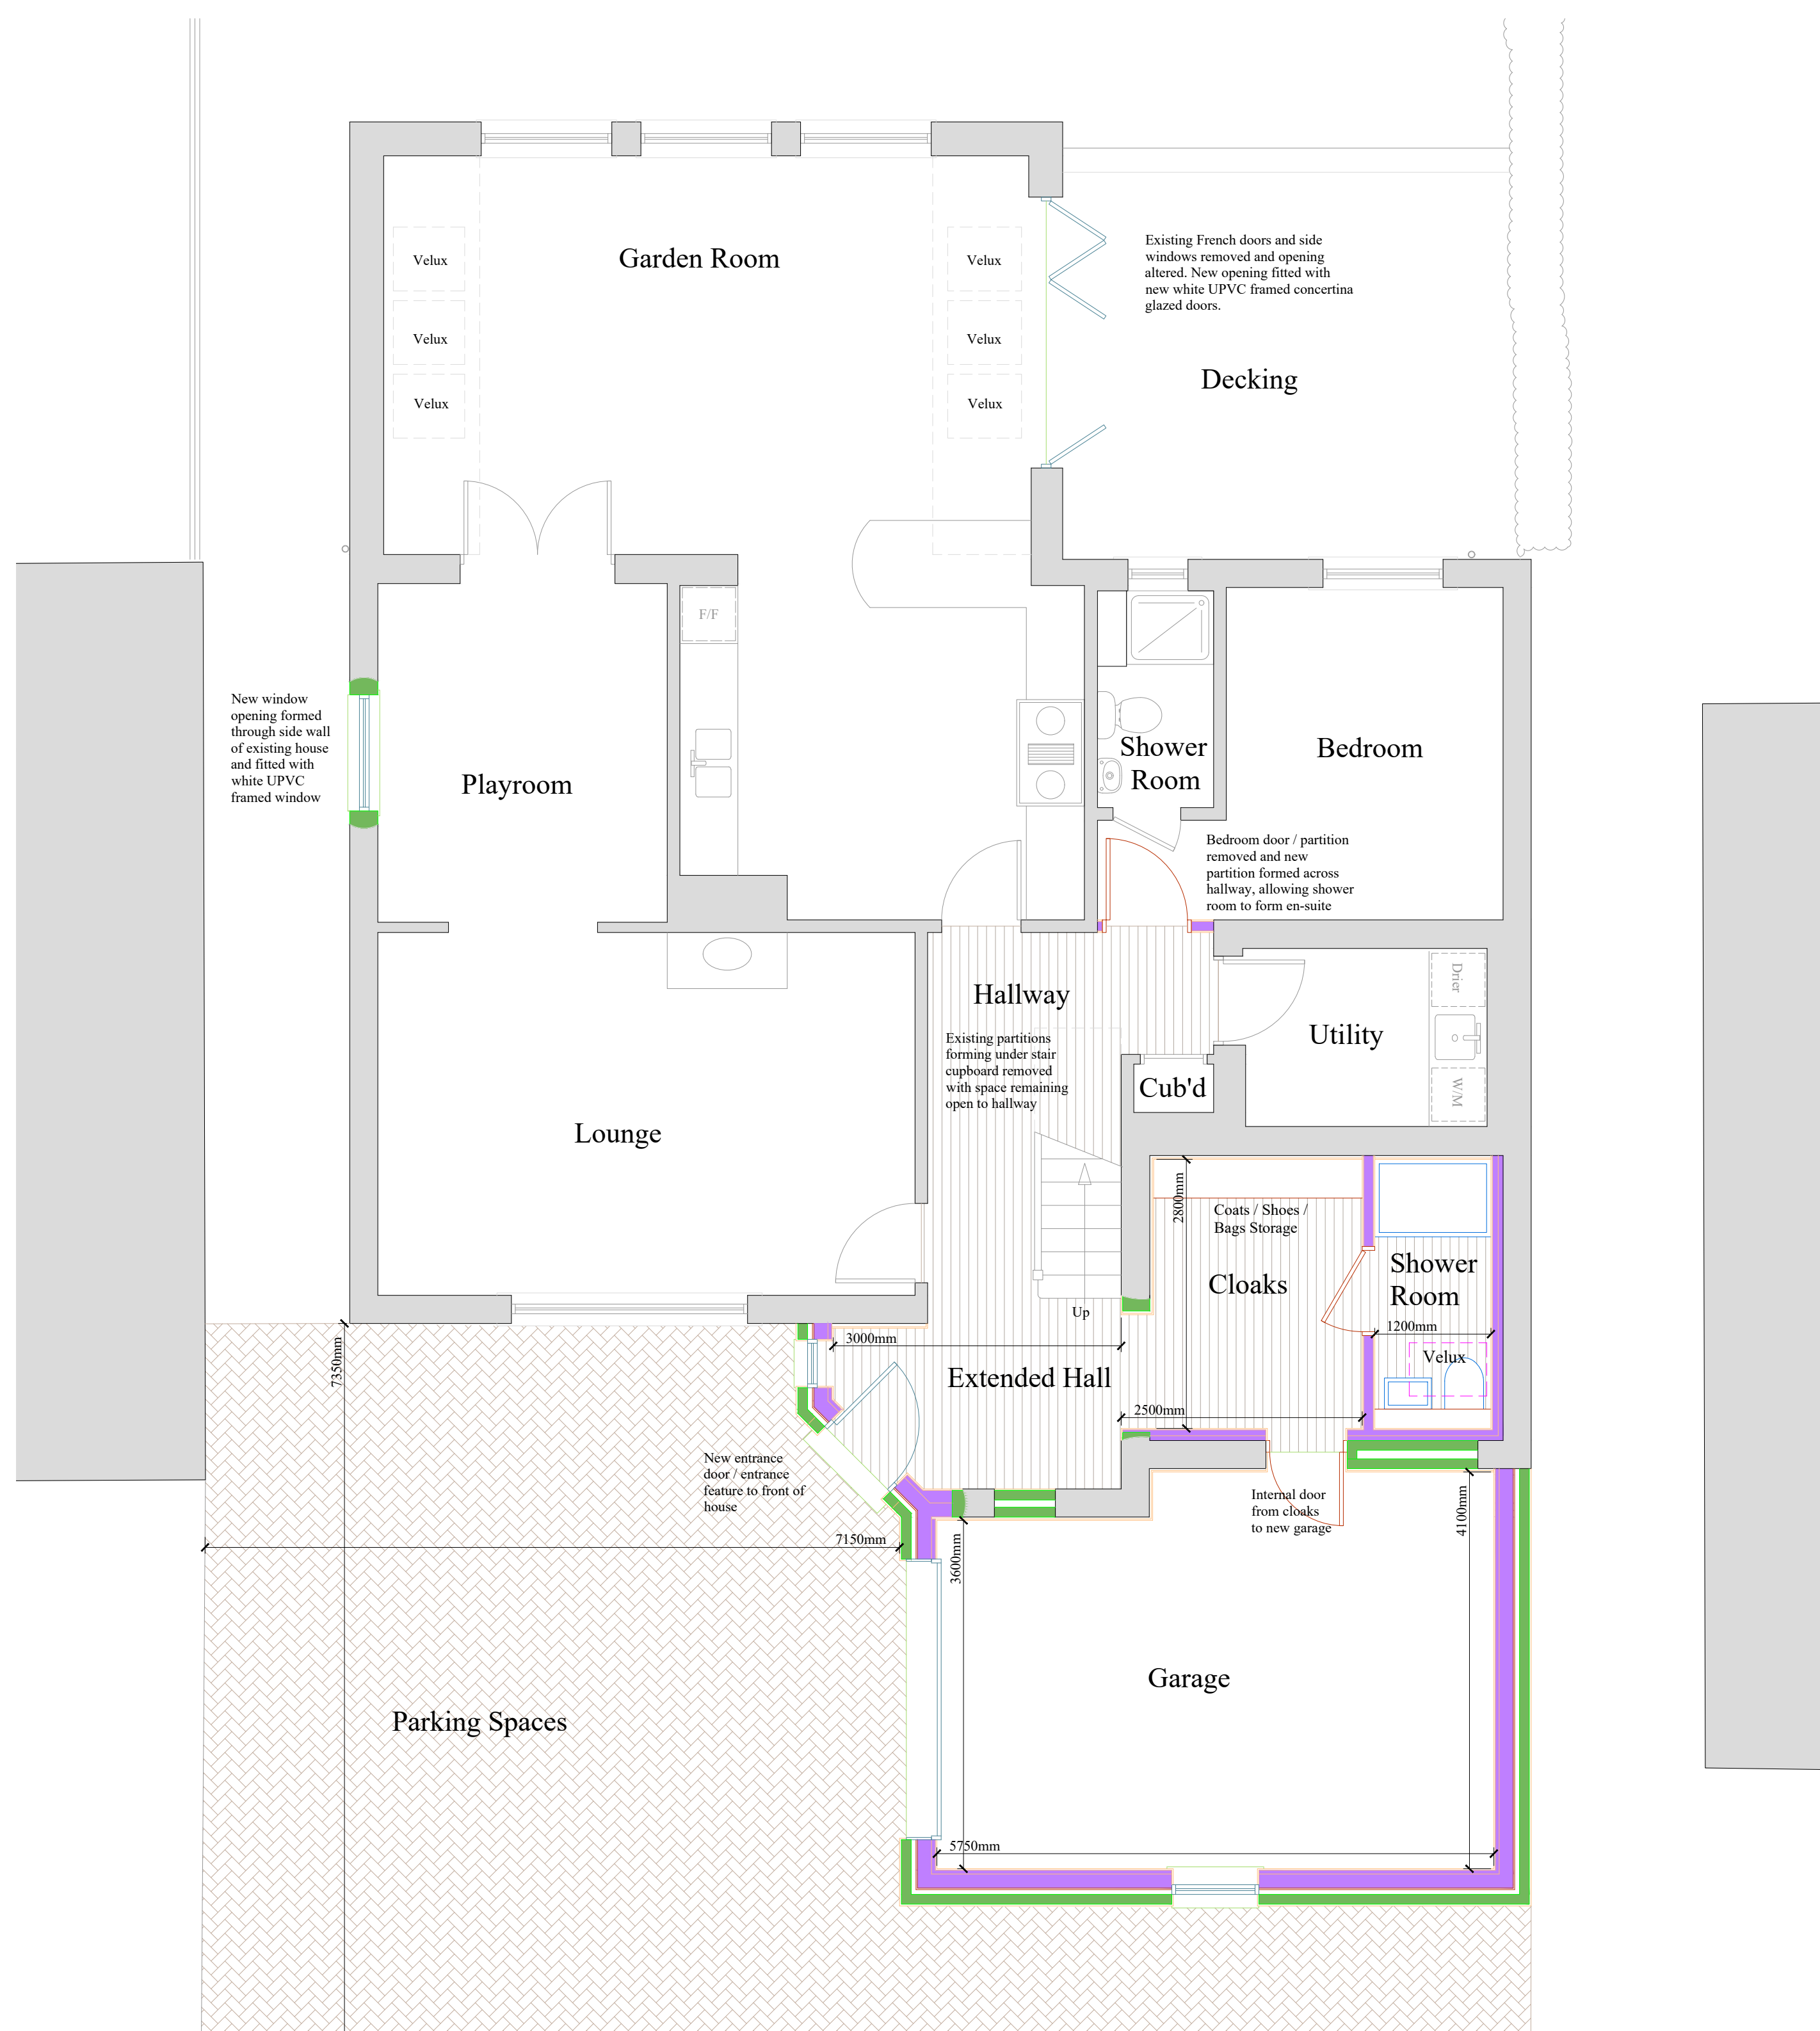 Velux
Garden Room
Velux
Existing French doors and side
windows removed and opening
altered. New opening fitted with
new white UPVC framed concertina
glazed doors.
Velux
Velux
Decking
Velux
Velux
F/F
New window
opening formed
through side wall
of existing house
and fitted with
white UPVC
framed window
Playroom
Shower
Room
Bedroom
Bedroom door / partition
removed and new
partition formed across
hallway, allowing shower
room to form en-suite
Hallway
Drier
Utility
Existing partitions
forming under stair
cupboard removed
with space remaining
open to hallway
Cub'd
W/M
Lounge
2800mm
Coats / Shoes /
Bags Storage
Cloaks
Shower
Room
Up
1200mm
7350mm
3000mm
Velux
Extended Hall
2500mm
New entrance
door / entrance
feature to front of
house
Internal door
from cloaks
to new garage
4100mm
7150mm
3600mm
Garage
Parking Spaces
5750mm